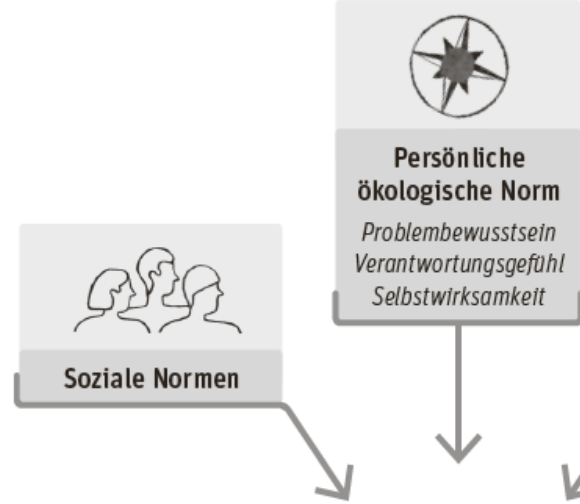 Persönliche
ökologische Norm
Problembewusstsein
Verantwortungsgefühl
Selbstwirksamkeit
Soziale Normen